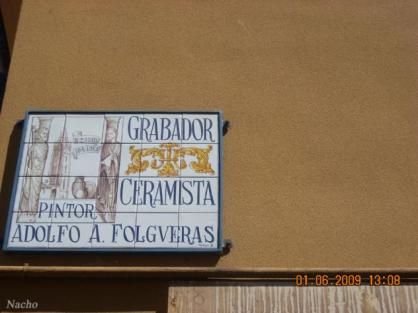 GRABADOR
CERAMISTA
PINTOR
ADOLFO A. FOLGVERAS
01.06.2009 13:08
Nacho